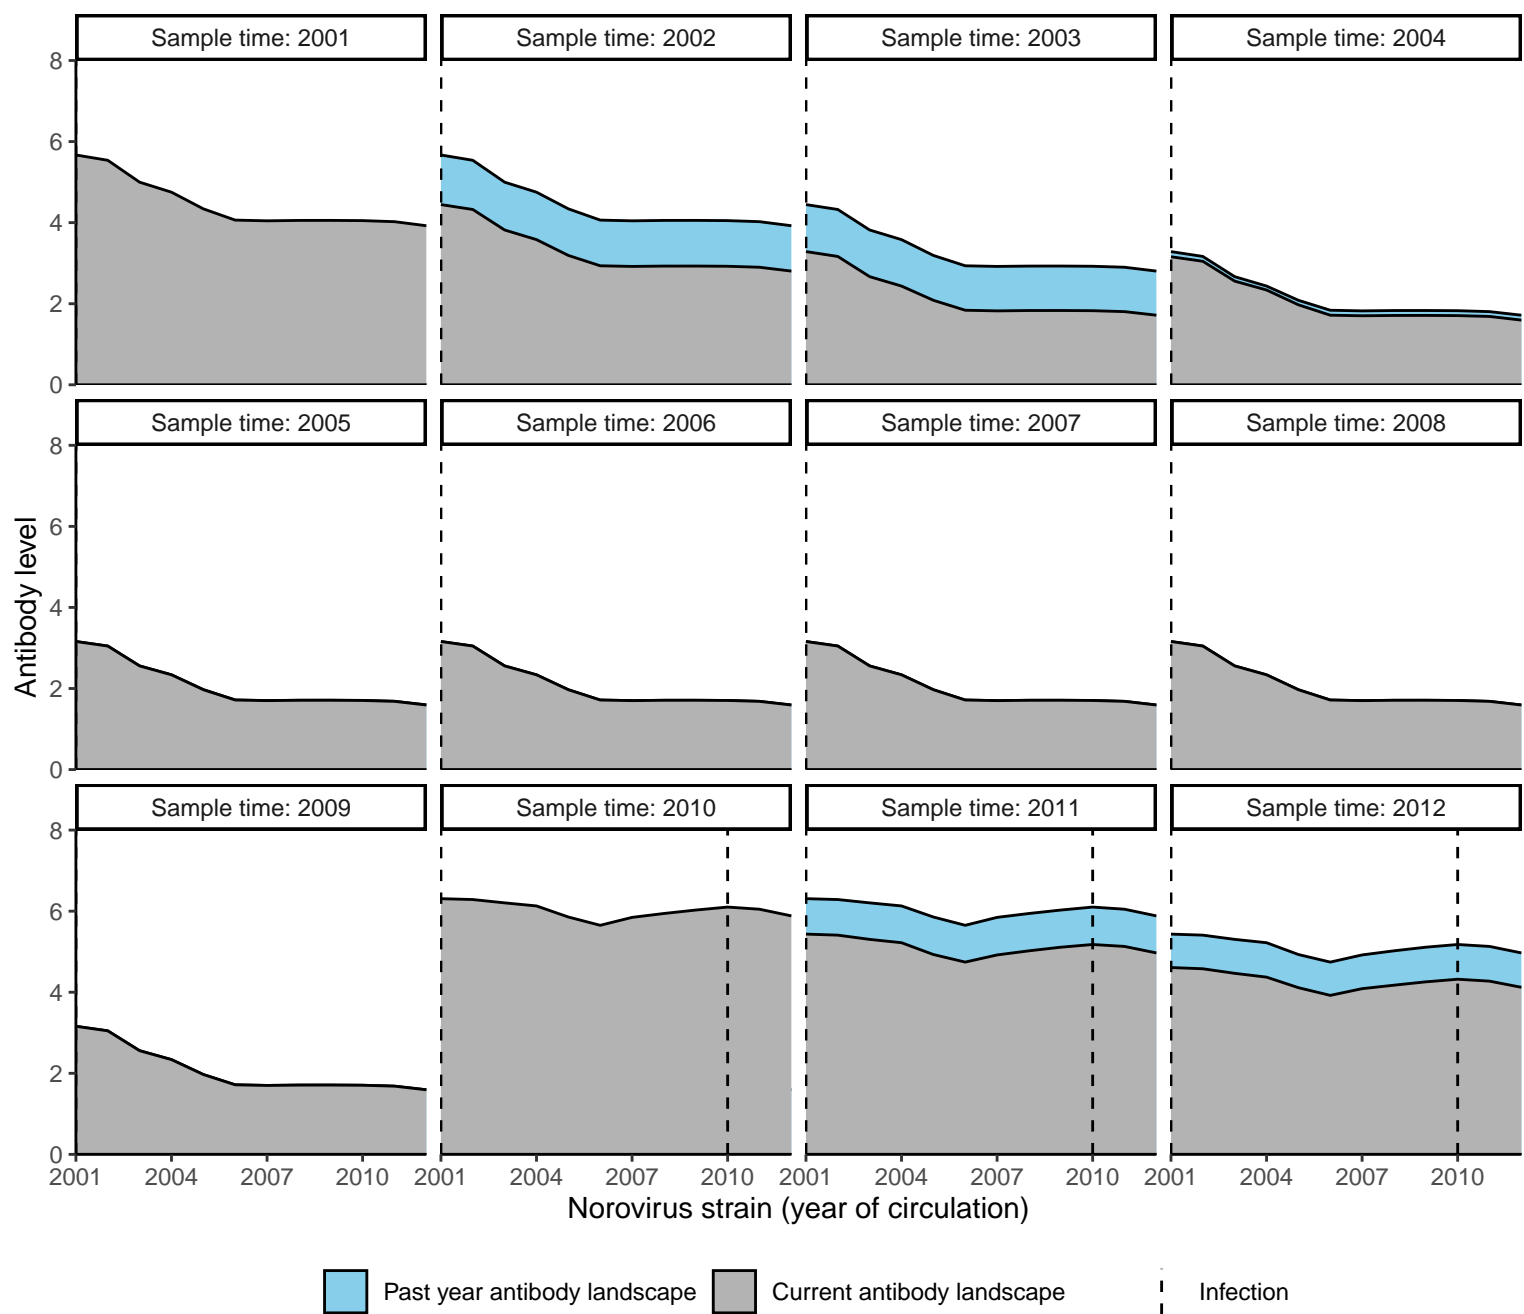 Sample time: 2001 Sample time: 2002 Sample time: 2003 Sample time: 2004
8
6
4
2
0
Sample time: 2005 Sample time: 2006 Sample time: 2007 Sample time: 2008
8
6
4
2
0
Antibody level
Sample time: 2009 Sample time: 2010 Sample time: 2011 Sample time: 2012
8
6
4
2
0
2001 2004 2007 2010 2001 2004 2007 2010 2001 2004 2007 2010 2001 2004 2007 2010
Norovirus strain (year of circulation)
Past year antibody landscape Current antibody landscape Infection